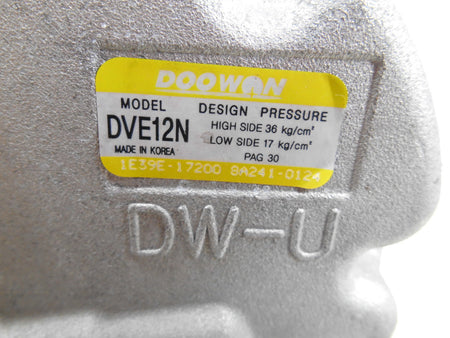 DOOWON
MODEL DESIGN PRESSURE
DVE12N HIGH SIDE 36 kg/cm²
LOW SIDE 17 kg/cm²
MADE IN KOREA PAG 30
1E39E-17200 8A241-0124
DW-U